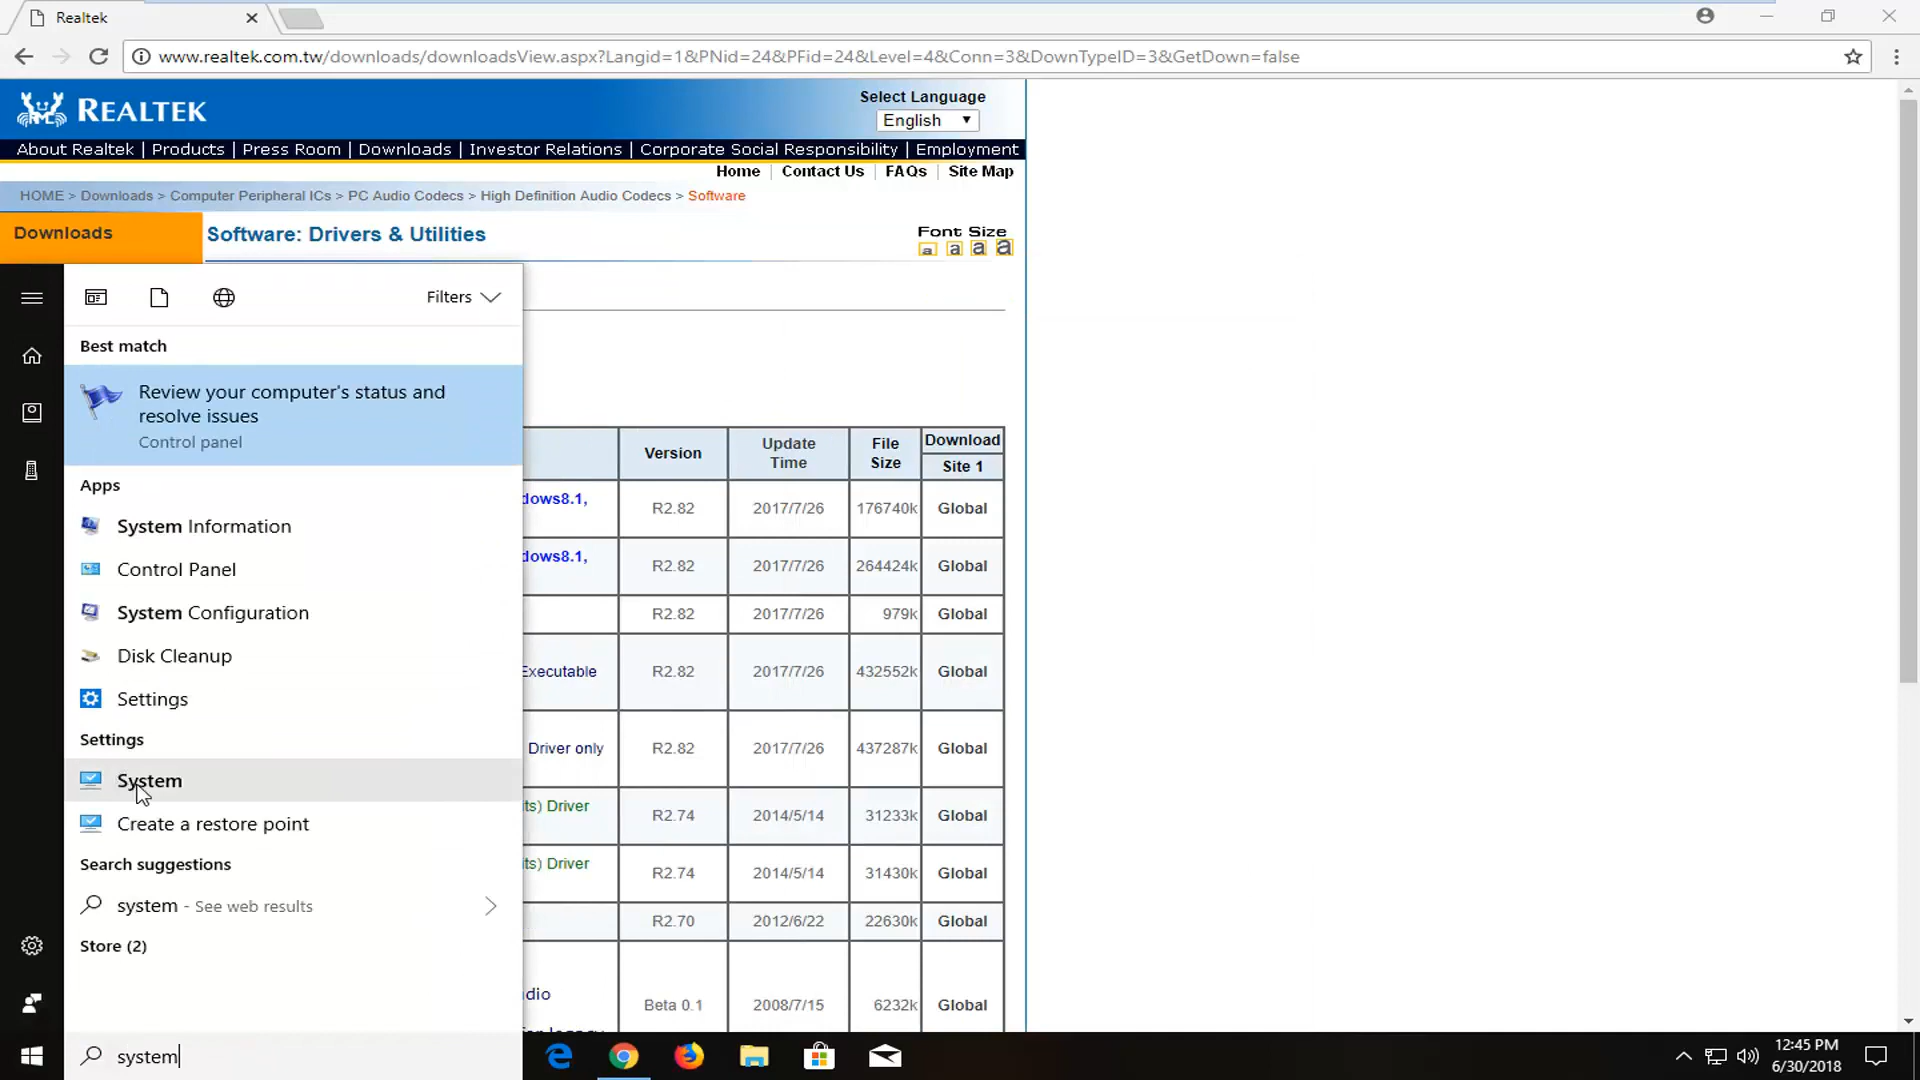 Realtek
www.realtek.com.tw/downloads/downloadsView.aspx?Langid=1&PNid=24&PFid=24&Level=4&Conn=3&DownTypeID=3&GetDown=false
REALTEK
Select Language
English
About Realtek | Products | Press Room | Downloads | Investor Relations | Corporate Social Responsibility | Employment
Home | Contact Us | FAQs | Site Map
HOME > Downloads > Computer Peripheral ICs > PC Audio Codecs > High Definition Audio Codecs > Software
Downloads
Software: Drivers & Utilities
Font Size
a a a a
Filters
Best match
Review your computer's status and
resolve issues
Control panel
Apps
System Information
Control Panel
System Configuration
Disk Cleanup
Settings
Settings
System
Create a restore point
Search suggestions
system - See web results
Store (2)
system
Version Update Time File Size Download
Site 1
dows8.1, R2.82 2017/7/26 176740k Global
dows8.1, R2.82 2017/7/26 264424k Global
R2.82 2017/7/26 979k Global
Executable R2.82 2017/7/26 432552k Global
Driver only R2.82 2017/7/26 437287k Global
its) Driver R2.74 2014/5/14 31233k Global
its) Driver R2.74 2014/5/14 31430k Global
R2.70 2012/6/22 22630k Global
dio Beta 0.1 2008/7/15 6232k Global
12:45 PM
6/30/2018